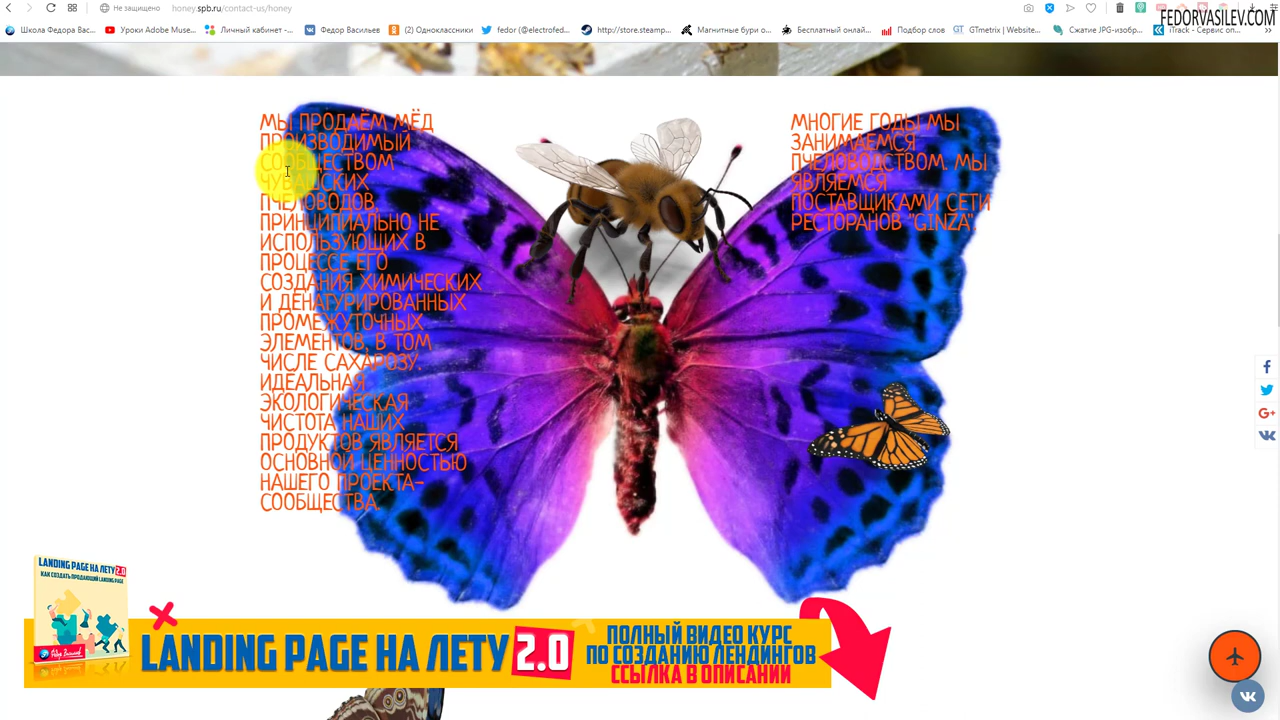 Не защищено
honey.spb.ru/contact-us/honey
FEDORVASILEV.COM
Школа Федора Вас...
Уроки Adobe Muse...
Личный кабинет -...
Федор Васильев
(2) Одноклассники
fedor (@electrofed...
http://store.steamp...
Магнитные бури о...
Бесплатный онлай...
Подбор слов
GTmetrix | Website...
Сжатие JPG-изобр...
iTrack - Сервис оп...
МЫ ПРОДАЁМ МЁД
ПРОИЗВОДИМЫЙ
СООБЩЕСТВОМ
ЧУВАШСКИХ
ПЧЕЛОВОДОВ,
ПРИНЦИПИАЛЬНО НЕ
ИСПОЛЬЗУЮЩИХ В
ПРОЦЕССЕ ЕГО
СОЗДАНИЯ ХИМИЧЕСКИХ
И ДЕНАТУРИРОВАННЫХ
ПРОМЕЖУТОЧНЫХ
ЭЛЕМЕНТОВ, В ТОМ
ЧИСЛЕ САХАРОЗУ.
ИДЕАЛЬНАЯ
ЭКОЛОГИЧЕСКАЯ
ЧИСТОТА НАШИХ
ПРОДУКТОВ ЯВЛЯЕТСЯ
ОСНОВНОЙ ЦЕННОСТЬЮ
НАШЕГО ПРОЕКТА-
СООБЩЕСТВА.
МНОГИЕ ГОДЫ МЫ
ЗАНИМАЕМСЯ
ПЧЕЛОВОДСТВОМ. МЫ
ЯВЛЯЕМСЯ
ПОСТАВЩИКАМИ СЕТИ
РЕСТОРАНОВ "GINZA".
LANDING PAGE НА ЛЕТУ 2.0
КАК СОЗДАТЬ ПРОДАЮЩИЙ LANDING PAGE
Федор Васильев
LANDING PAGE НА ЛЕТУ 2.0
ПОЛНЫЙ ВИДЕО КУРС
ПО СОЗДАНИЮ ЛЕНДИНГОВ
ССЫЛКА В ОПИСАНИИ